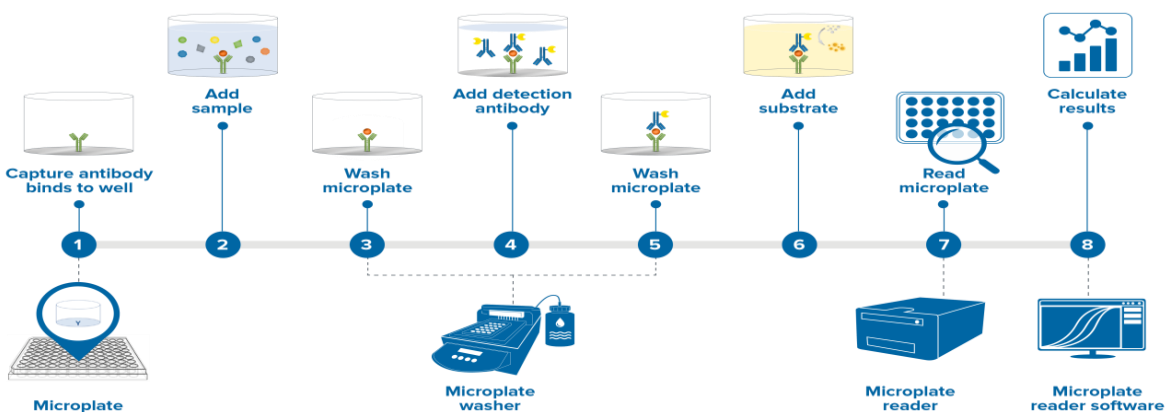 Add
sample
Add detection
antibody
Add
substrate
Calculate
results
Capture antibody
binds to well
Wash
microplate
Wash
microplate
Read
microplate
1
2
3
4
5
6
7
8
Y
Microplate
Microplate
washer
Microplate
reader
Microplate
reader software